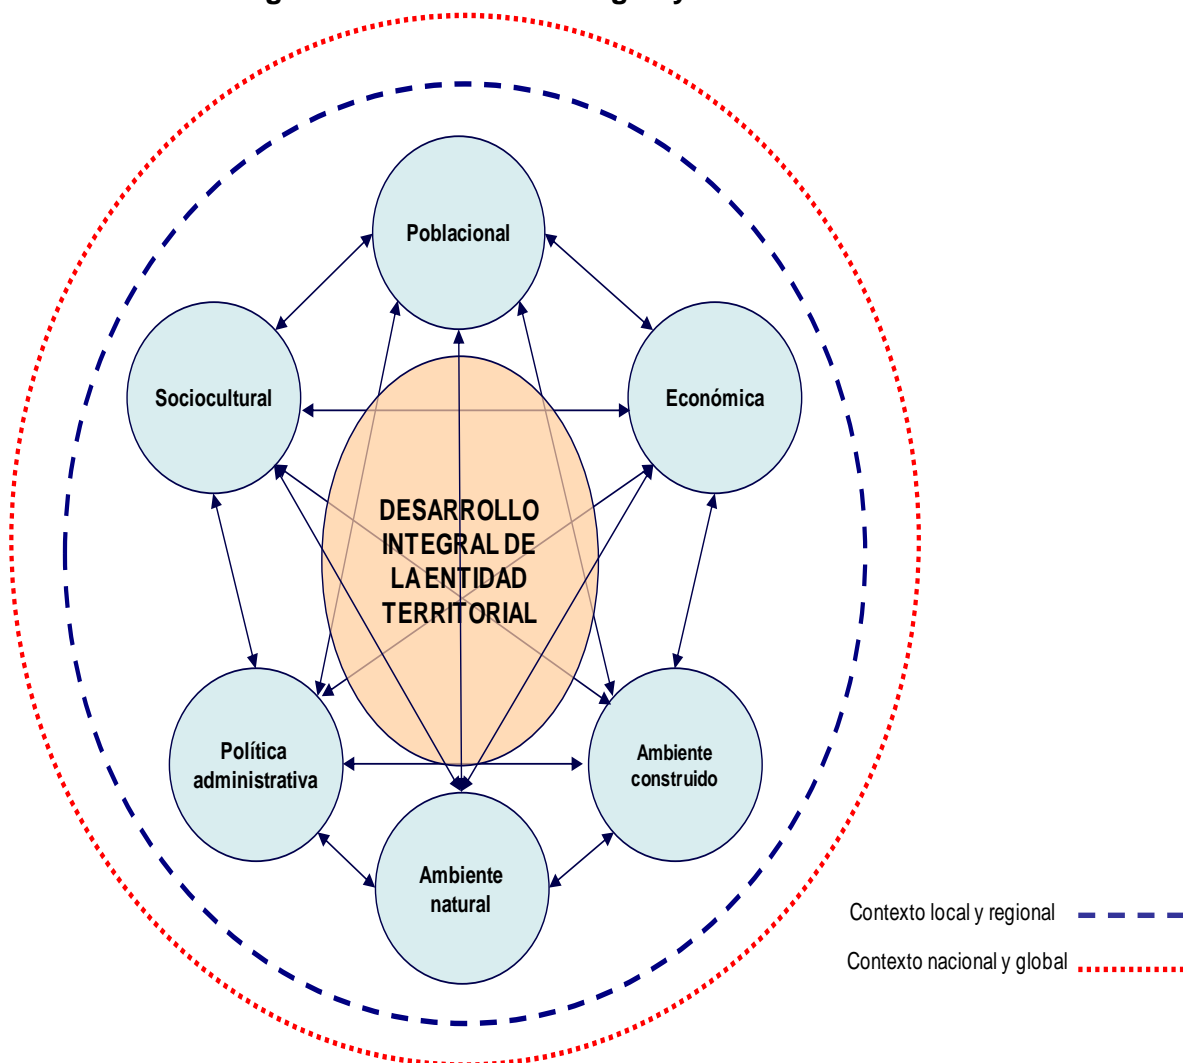 Poblacional
Sociocultural
Económica
DESARROLLO
INTEGRAL DE
LA ENTIDAD
TERRITORIAL
Política
administrativa
Ambiente
construido
Ambiente
natural
Contexto local y regional
Contexto nacional y global